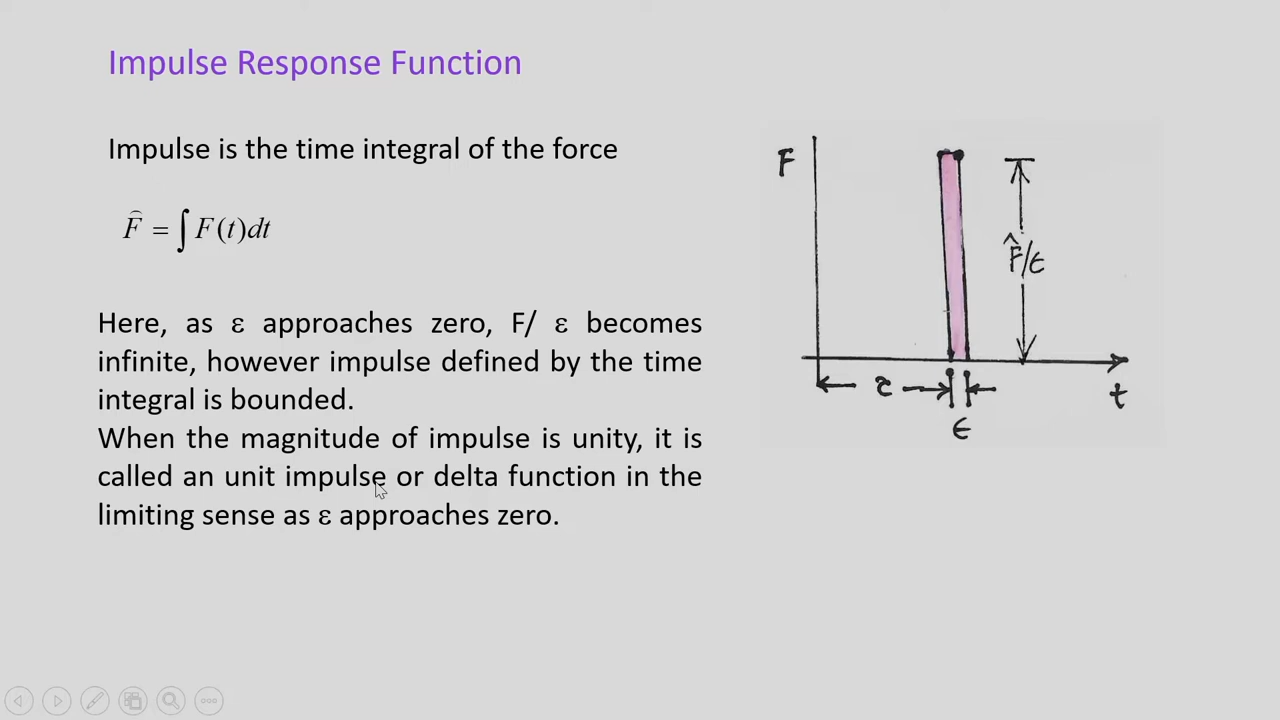 Impulse Response Function
Impulse is the time integral of the force
F̂ = ∫ F(t)dt
Here, as ε approaches zero, F/ ε becomes
infinite, however impulse defined by the time
integral is bounded.
When the magnitude of impulse is unity, it is
called an unit impulse or delta function in the
limiting sense as ε approaches zero.
F
F̂/ε
τ
t
ε